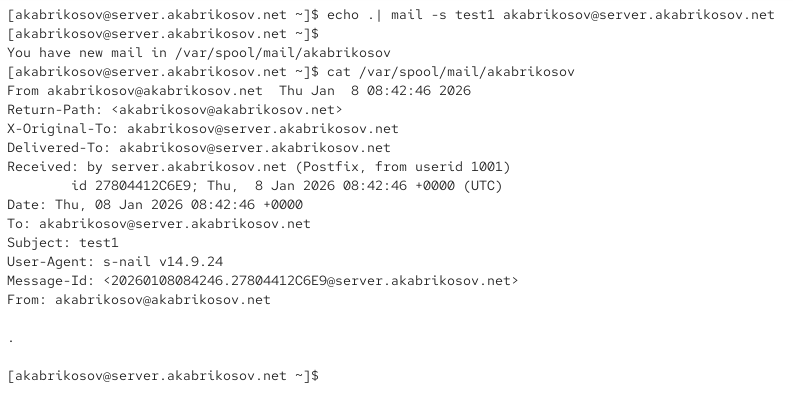 [akabrikosov@server.akabrikosov.net ~]$ echo .| mail -s test1 akabrikosov@server.akabrikosov.net
[akabrikosov@server.akabrikosov.net ~]$
You have new mail in /var/spool/mail/akabrikosov
[akabrikosov@server.akabrikosov.net ~]$ cat /var/spool/mail/akabrikosov
From akabrikosov@akabrikosov.net  Thu Jan  8 08:42:46 2026
Return-Path: <akabrikosov@akabrikosov.net>
X-Original-To: akabrikosov@server.akabrikosov.net
Delivered-To: akabrikosov@server.akabrikosov.net
Received: by server.akabrikosov.net (Postfix, from userid 1001)
        id 27804412C6E9; Thu,  8 Jan 2026 08:42:46 +0000 (UTC)
Date: Thu, 08 Jan 2026 08:42:46 +0000
To: akabrikosov@server.akabrikosov.net
Subject: test1
User-Agent: s-nail v14.9.24
Message-Id: <20260108084246.27804412C6E9@server.akabrikosov.net>
From: akabrikosov@akabrikosov.net

.

[akabrikosov@server.akabrikosov.net ~]$